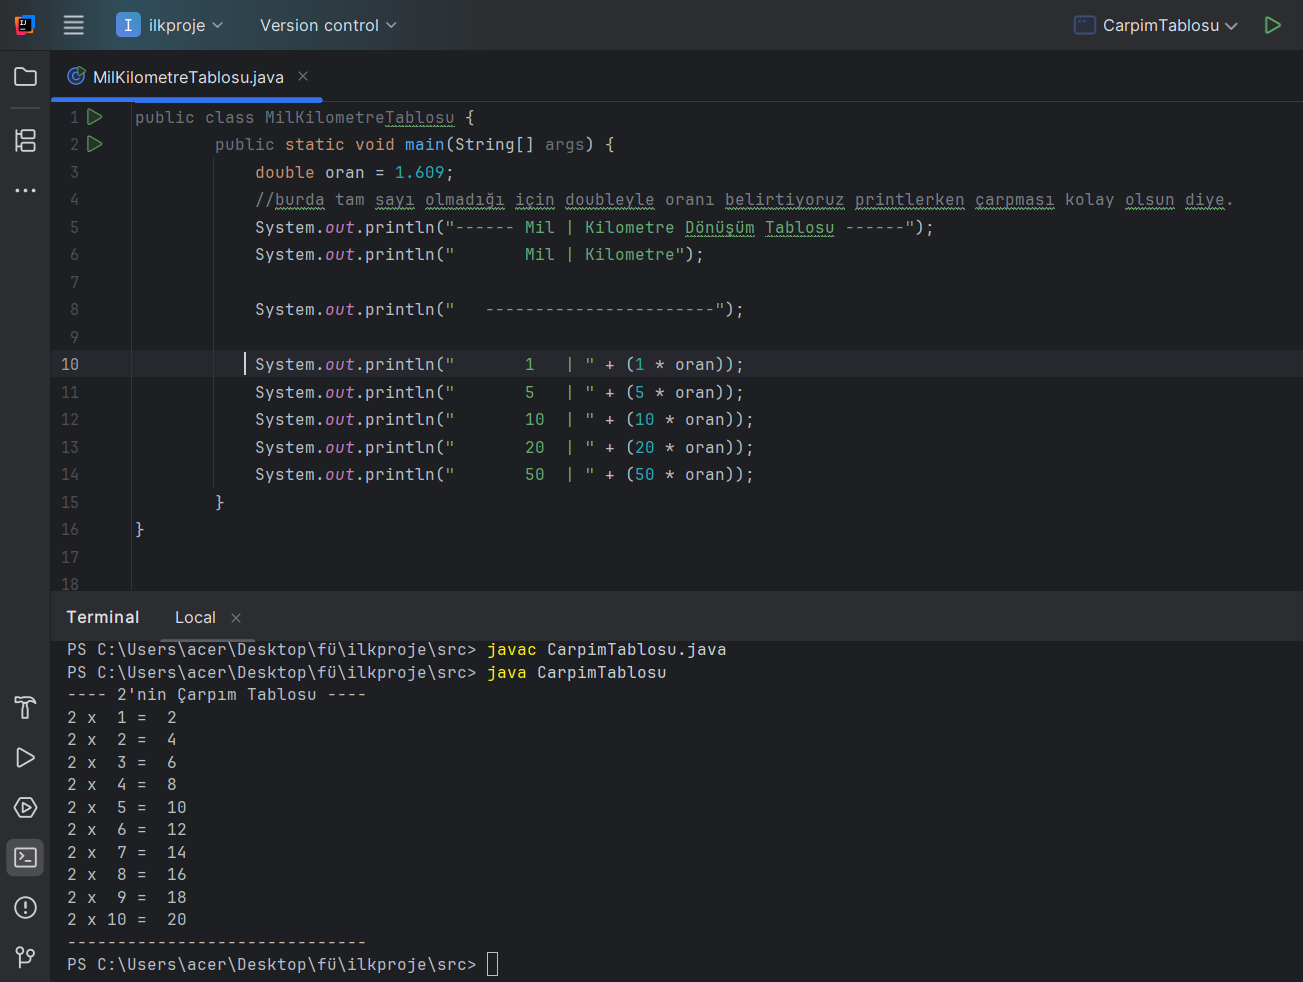 IJ
I ilkproje Version control CarpimTablosu
MilKilometreTablosu.java ×
1 public class MilKilometreTablosu {
2         public static void main(String[] args) {
3             double oran = 1.609;
4             //burda tam sayı olmadığı için doubleyle oranı belirtiyoruz printlerken çarpması kolay olsun diye.
5             System.out.println("------ Mil | Kilometre Dönüşüm Tablosu ------");
6             System.out.println("       Mil | Kilometre");
7
8             System.out.println("   -----------------------");
9
10            System.out.println("       1   | " + (1 * oran));
11            System.out.println("       5   | " + (5 * oran));
12            System.out.println("       10  | " + (10 * oran));
13            System.out.println("       20  | " + (20 * oran));
14            System.out.println("       50  | " + (50 * oran));
15        }
16 }
17
18
Terminal Local ×
PS C:\Users\acer\Desktop\fü\ilkproje\src> javac CarpimTablosu.java
PS C:\Users\acer\Desktop\fü\ilkproje\src> java CarpimTablosu
---- 2'nin Çarpım Tablosu ----
2 x  1 =  2
2 x  2 =  4
2 x  3 =  6
2 x  4 =  8
2 x  5 =  10
2 x  6 =  12
2 x  7 =  14
2 x  8 =  16
2 x  9 =  18
2 x 10 =  20
------------------------------
PS C:\Users\acer\Desktop\fü\ilkproje\src>